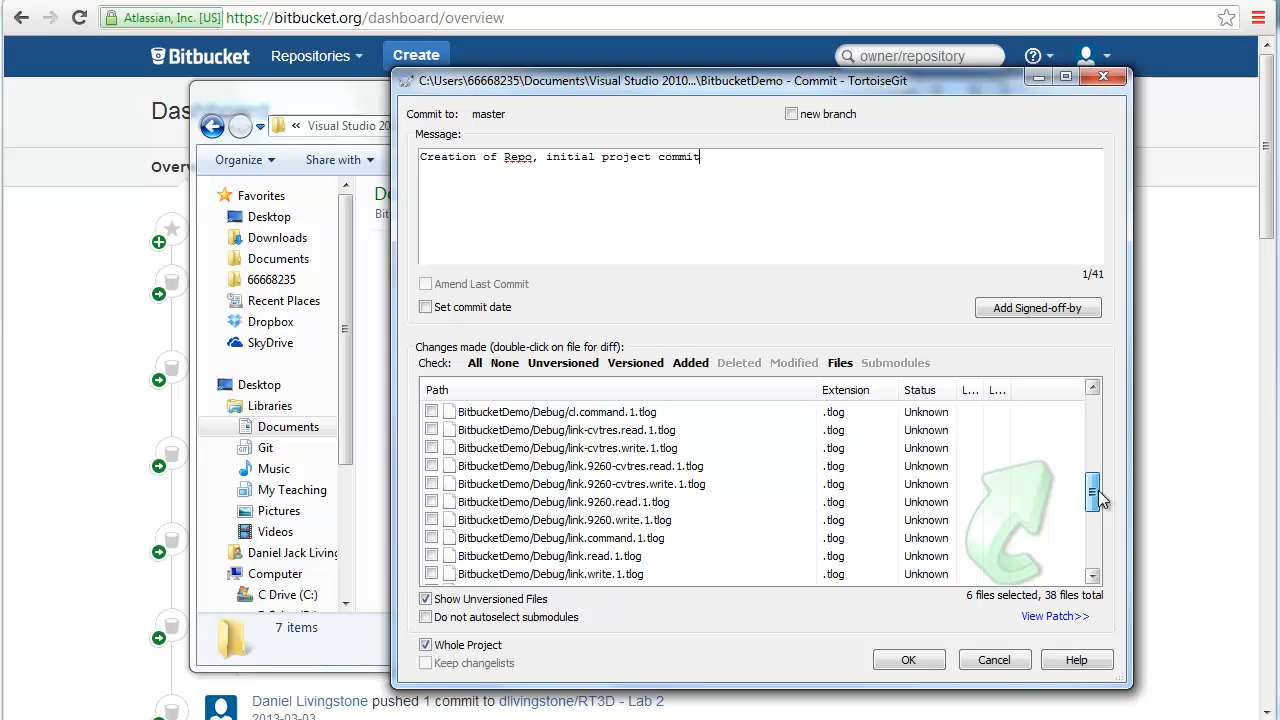 Atlassian, Inc. [US] https://bitbucket.org/dashboard/overview
Bitbucket Repositories Create owner/repository
C:\Users\66668235\Documents\Visual Studio 2010...\BitbucketDemo - Commit - TortoiseGit
Commit to: master new branch
Message:
Creation of Repo, initial project commit
1/41
Amend Last Commit
Set commit date
Add Signed-off-by
Changes made (double-click on file for diff):
Check: All None Unversioned Versioned Added Deleted Modified Files Submodules
Path Extension Status L... L...
BitbucketDemo/Debug/cl.command.1.tlog .tlog Unknown
BitbucketDemo/Debug/link-cvtres.read.1.tlog .tlog Unknown
BitbucketDemo/Debug/link-cvtres.write.1.tlog .tlog Unknown
BitbucketDemo/Debug/link.9260-cvtres.read.1.tlog .tlog Unknown
BitbucketDemo/Debug/link.9260-cvtres.write.1.tlog .tlog Unknown
BitbucketDemo/Debug/link.9260.read.1.tlog .tlog Unknown
BitbucketDemo/Debug/link.9260.write.1.tlog .tlog Unknown
BitbucketDemo/Debug/link.command.1.tlog .tlog Unknown
BitbucketDemo/Debug/link.read.1.tlog .tlog Unknown
BitbucketDemo/Debug/link.write.1.tlog .tlog Unknown
6 files selected, 38 files total
Show Unversioned Files
Do not autoselect submodules
View Patch>>
Whole Project
Keep changelists
OK Cancel Help
Das
Overv
« Visual Studio 20
Organize Share with
Do
Bit
Favorites
Desktop
Downloads
Documents
66668235
Recent Places
Dropbox
SkyDrive
Desktop
Libraries
Documents
Git
Music
My Teaching
Pictures
Videos
Daniel Jack Living
Computer
C Drive (C:)
7 items
Daniel Livingstone pushed 1 commit to dlivingstone/RT3D - Lab 2
2013-03-03